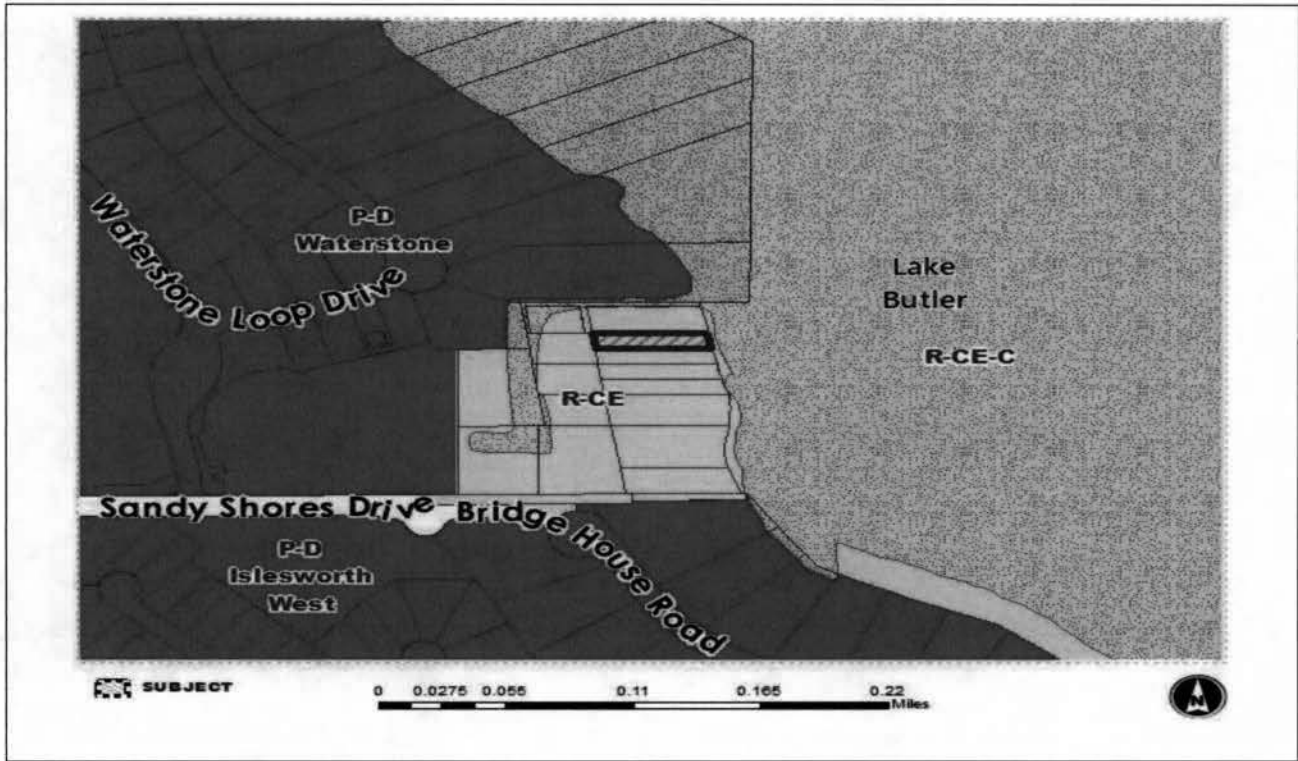 P-D
Waterstone
Waterstone Loop Drive
Lake
Butler
R-CE-C
R-CE
Sandy Shores Drive Bridge House Road
P-D
Islesworth
West
SUBJECT
0 0.0275 0.055 0.11 0.165 0.22
Miles
N